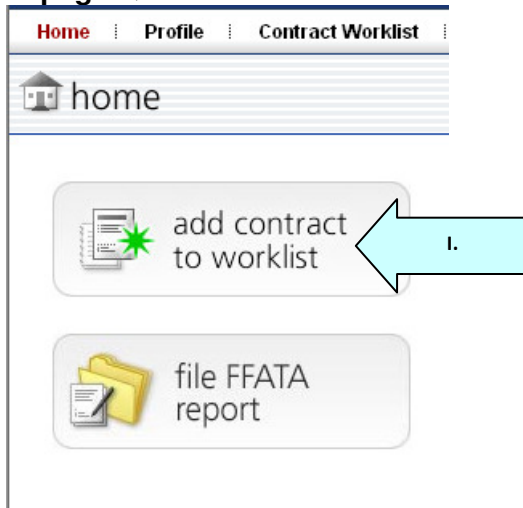 Home Profile Contract Worklist
home
add contract
to worklist
I.
file FFATA
report